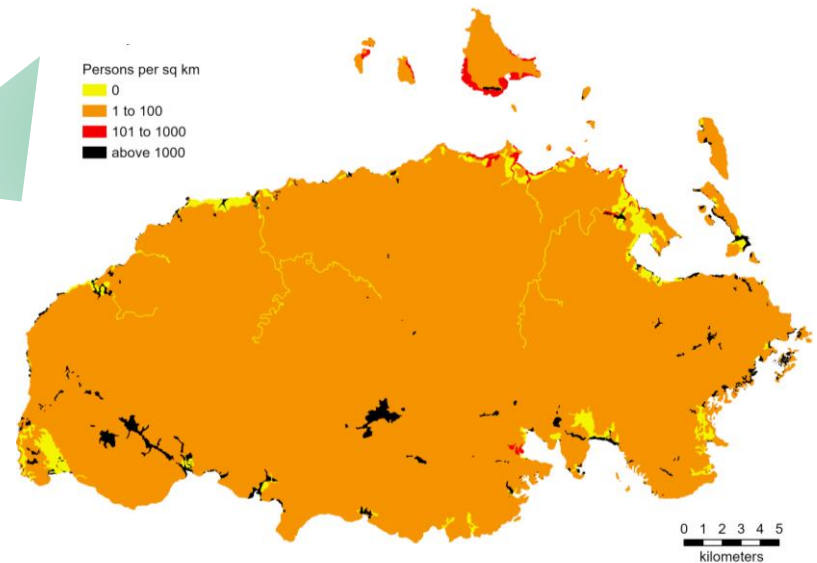 Persons per sq km
0
1 to 100
101 to 1000
above 1000
0 1 2 3 4 5
kilometers